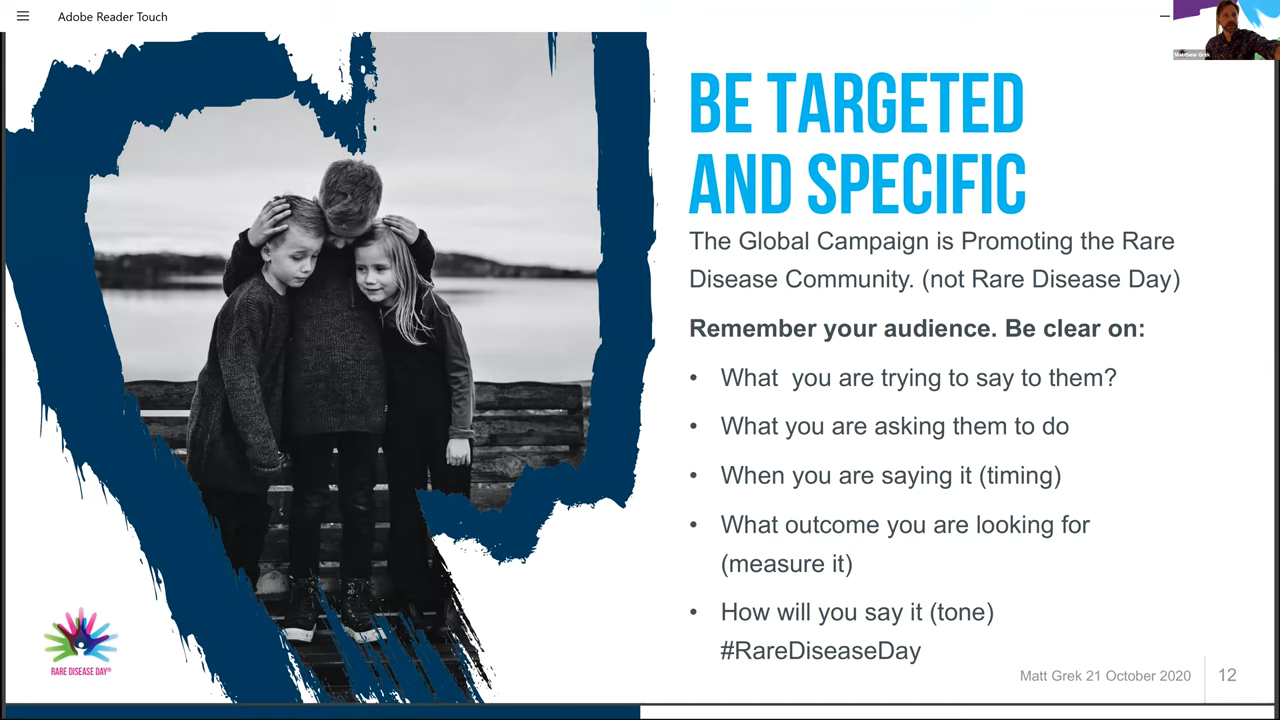 Adobe Reader Touch
Matthew Grek
BE TARGETED
AND SPECIFIC
The Global Campaign is Promoting the Rare
Disease Community. (not Rare Disease Day)
Remember your audience. Be clear on:
• What  you are trying to say to them?
• What you are asking them to do
• When you are saying it (timing)
• What outcome you are looking for
(measure it)
• How will you say it (tone)
#RareDiseaseDay
RARE DISEASE DAY®
Matt Grek 21 October 2020 12